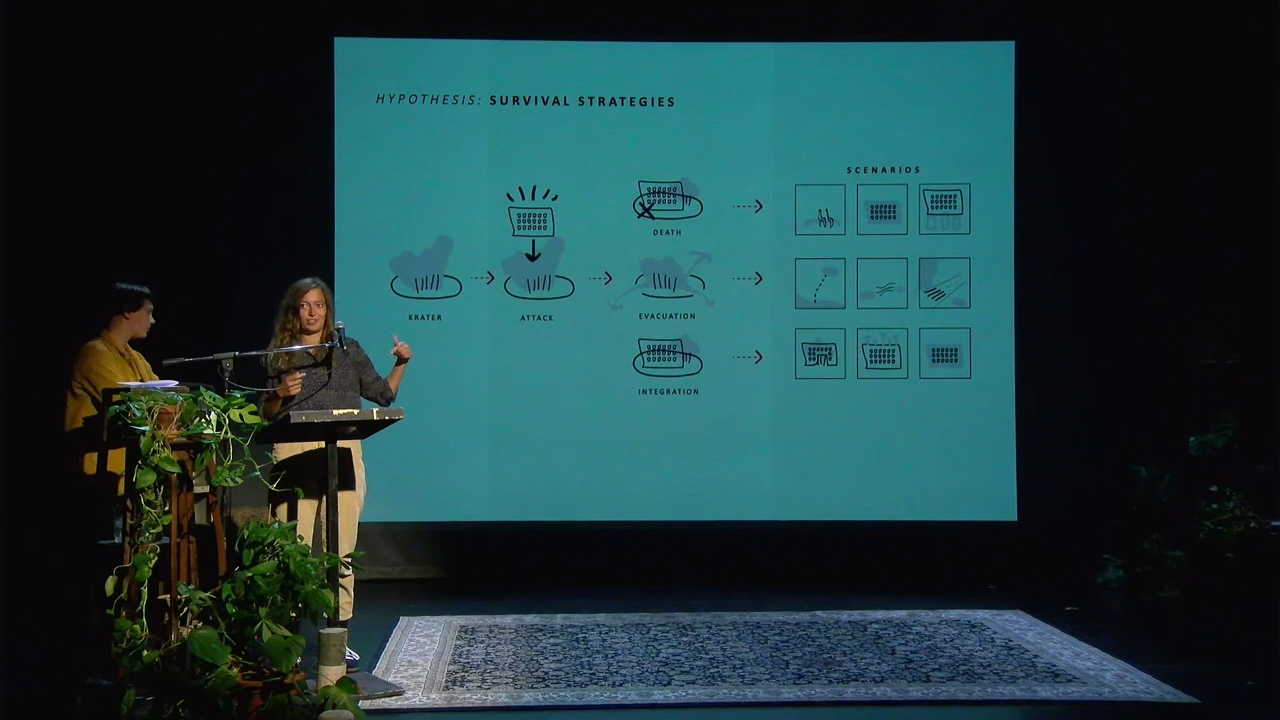 HYPOTHESIS: SURVIVAL STRATEGIES
SCENARIOS
DEATH
KRATER
ATTACK
EVACUATION
INTEGRATION